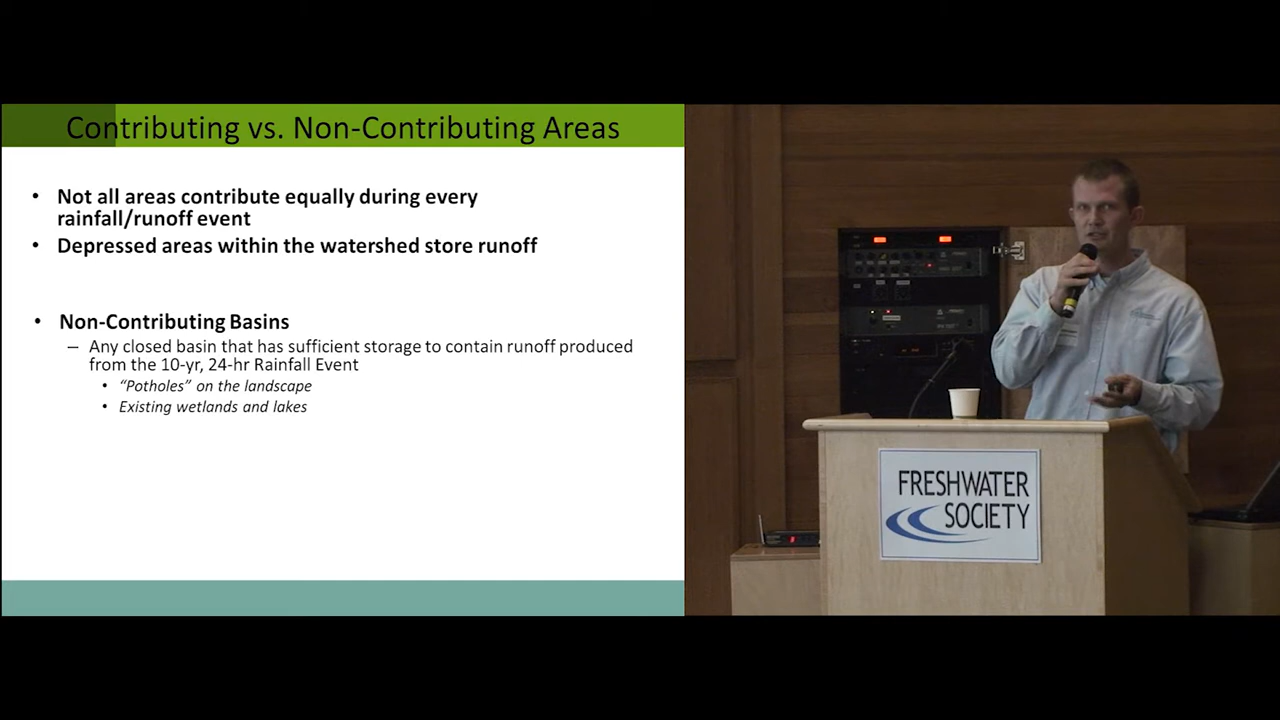 Contributing vs. Non-Contributing Areas
• Not all areas contribute equally during every
rainfall/runoff event
• Depressed areas within the watershed store runoff
• Non-Contributing Basins
– Any closed basin that has sufficient storage to contain runoff produced
from the 10-yr, 24-hr Rainfall Event
• “Potholes” on the landscape
• Existing wetlands and lakes
FRESHWATER
SOCIETY